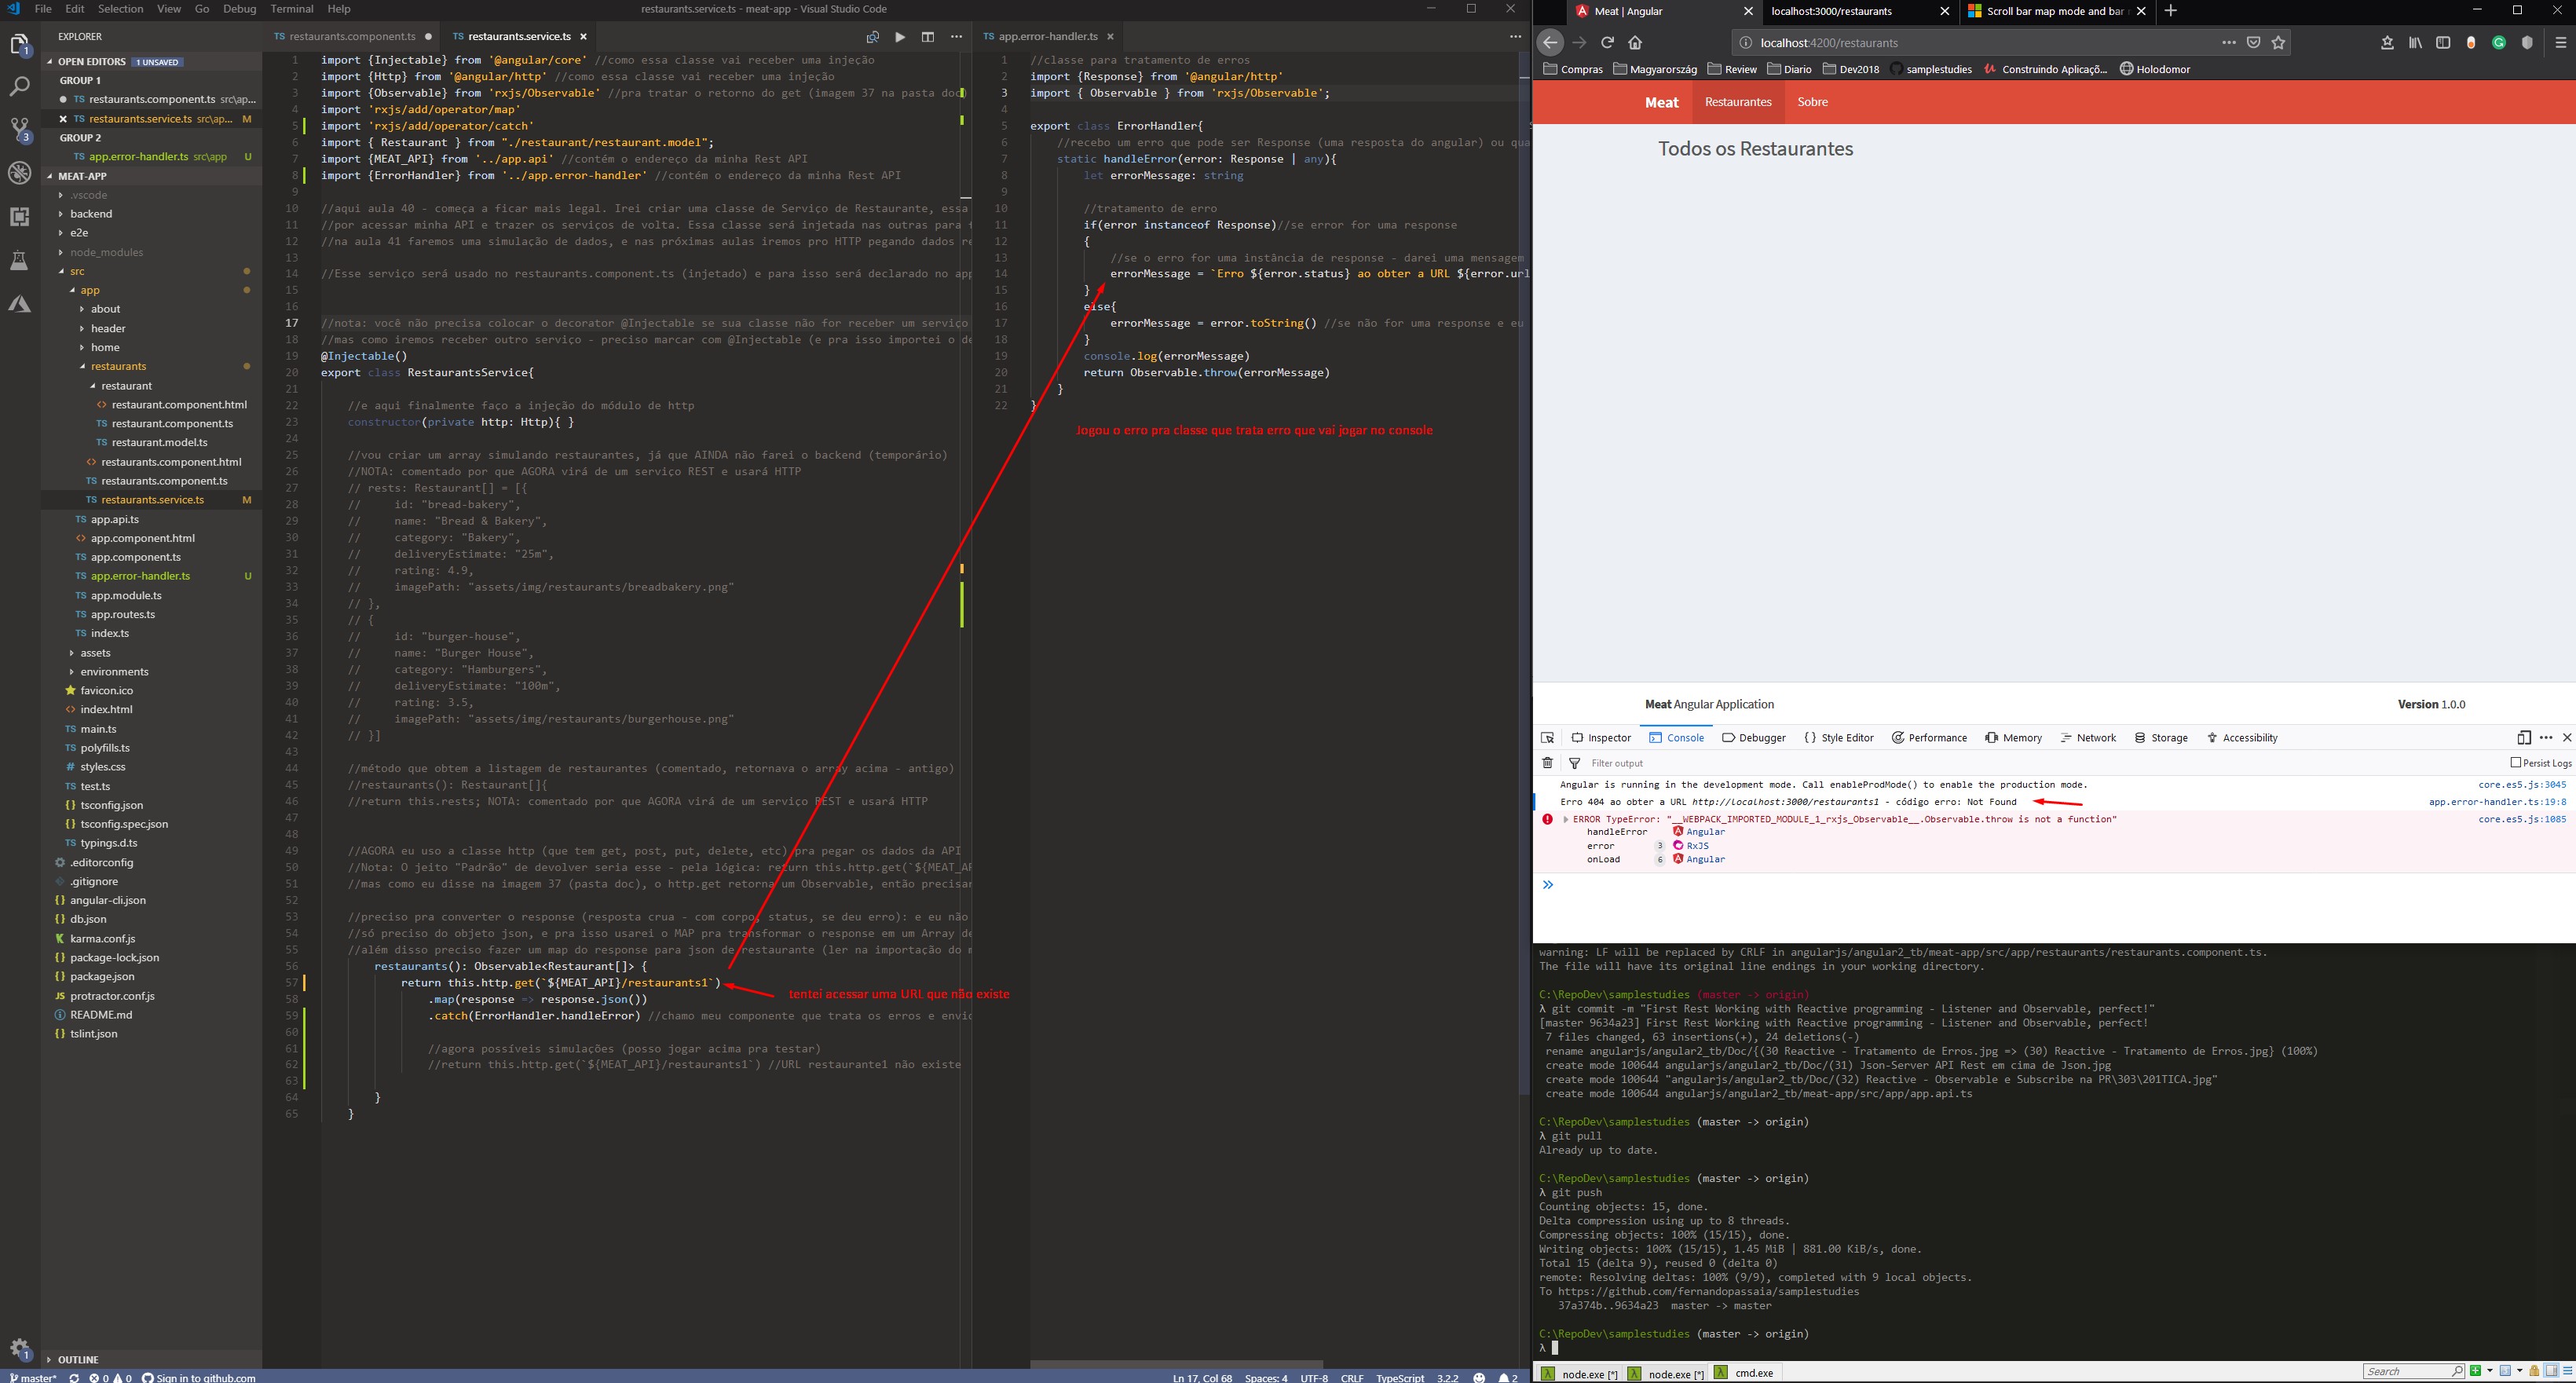 File Edit Selection View Go Debug Terminal Help
restaurants.service.ts - meat-app - Visual Studio Code
EXPLORER
OPEN EDITORS 1 UNSAVED
GROUP 1
TS restaurants.component.ts src\ap...
TS restaurants.service.ts src\ap... M
GROUP 2
TS app.error-handler.ts src\app U
MEAT-APP
.vscode
backend
e2e
node_modules
src
app
about
header
home
restaurants
restaurant
restaurant.component.html
TS restaurant.component.ts
TS restaurant.model.ts
restaurants.component.html
TS restaurants.component.ts
TS restaurants.service.ts M
TS app.api.ts
app.component.html
TS app.component.ts
TS app.error-handler.ts U
TS app.module.ts
TS app.routes.ts
TS index.ts
assets
environments
favicon.ico
index.html
TS main.ts
TS polyfills.ts
# styles.css
TS test.ts
{} tsconfig.json
{} tsconfig.spec.json
TS typings.d.ts
.editorconfig
.gitignore
{} angular-cli.json
{} db.json
karma.conf.js
{} package-lock.json
{} package.json
JS protractor.conf.js
README.md
{} tslint.json
OUTLINE
TS restaurants.component.ts
TS restaurants.service.ts
1 import {Injectable} from '@angular/core' //como essa classe vai receber uma injeção
2 import {Http} from '@angular/http' //como essa classe vai receber uma injeção
3 import {Observable} from 'rxjs/Observable' //pra tratar o retorno do get (imagem 37 na pasta doc)
4 import 'rxjs/add/operator/map'
5 import 'rxjs/add/operator/catch'
6 import { Restaurant } from "./restaurant/restaurant.model";
7 import {MEAT_API} from '../app.api' //contém o endereço da minha Rest API
8 import {ErrorHandler} from '../app.error-handler' //contém o endereço da minha Rest API
9
10 //aqui aula 40 - começa a ficar mais legal. Irei criar uma classe de Serviço de Restaurante, essa
11 //por acessar minha API e trazer os serviços de volta. Essa classe será injetada nas outras para f
12 //na aula 41 faremos uma simulação de dados, e nas próximas aulas iremos pro HTTP pegando dados re
13
14 //Esse serviço será usado no restaurants.component.ts (injetado) e para isso será declarado no app
15
16
17 //nota: você não precisa colocar o decorator @Injectable se sua classe não for receber um serviço
18 //mas como iremos receber outro serviço - preciso marcar com @Injectable (e pra isso importei o de
19 @Injectable()
20 export class RestaurantsService{
21
22 //e aqui finalmente faço a injeção do módulo de http
23 constructor(private http: Http){ }
24
25 //vou criar um array simulando restaurantes, já que AINDA não farei o backend (temporário)
26 //NOTA: comentado por que AGORA virá de um serviço REST e usará HTTP
27 // rests: Restaurant[] = [{
28 // id: "bread-bakery",
29 // name: "Bread & Bakery",
30 // category: "Bakery",
31 // deliveryEstimate: "25m",
32 // rating: 4.9,
33 // imagePath: "assets/img/restaurants/breadbakery.png"
34 // },
35 // {
36 // id: "burger-house",
37 // name: "Burger House",
38 // category: "Hamburgers",
39 // deliveryEstimate: "100m",
40 // rating: 3.5,
41 // imagePath: "assets/img/restaurants/burgerhouse.png"
42 // }]
43
44 //método que obtem a listagem de restaurantes (comentado, retornava o array acima - antigo)
45 //restaurants(): Restaurant[]{
46 //return this.rests; NOTA: comentado por que AGORA virá de um serviço REST e usará HTTP
47
48
49 //AGORA eu uso a classe http (que tem get, post, put, delete, etc) pra pegar os dados da API
50 //Nota: O jeito "Padrão" de devolver seria esse - pela lógica: return this.http.get(`${MEAT_AP
51 //mas como eu disse na imagem 37 (pasta doc), o http.get retorna um Observable, então precisar
52
53 //preciso pra converter o response (resposta crua - com corpo, status, se deu erro): e eu não
54 //só preciso do objeto json, e pra isso usarei o MAP pra transformar o response em um Array de
55 //além disso preciso fazer um map do response para json de restaurante (ler na importação do m
56 restaurants(): Observable<Restaurant[]> {
57 return this.http.get(`${MEAT_API}/restaurants1`)
58 .map(response => response.json())
59 .catch(ErrorHandler.handleError) //chamo meu componente que trata os erros e envio
60
61 //agora possíveis simulações (posso jogar acima pra testar)
62 //return this.http.get(`${MEAT_API}/restaurante1`) //URL restaurante1 não existe
63
64 }
65 }
tentei acessar uma URL que não existe
TS app.error-handler.ts
1 //classe para tratamento de erros
2 import {Response} from '@angular/http'
3 import { Observable } from 'rxjs/Observable';
4
5 export class ErrorHandler{
6 //recebo um erro que pode ser Response (uma resposta do angular) ou qua
7 static handleError(error: Response | any){
8 let errorMessage: string
9
10 //tratamento de erro
11 if(error instanceof Response)//se error for uma response
12 {
13 //se o erro for uma instância de response - darei uma mensagem
14 errorMessage = `Erro ${error.status} ao obter a URL ${error.url
15 }
16 else{
17 errorMessage = error.toString() //se não for uma response e eu
18 }
19 console.log(errorMessage)
20 return Observable.throw(errorMessage)
21 }
22 }
Jogou o erro pra classe que trata erro que vai jogar no console
master* 0 0 Sign in to github.com
Ln 17, Col 68 Spaces: 4 UTF-8 CRLF TypeScript 3.2.2 2
Meat | Angular
localhost:3000/restaurants
Scroll bar map mode and bar
localhost:4200/restaurants
Compras Magyarország Review Diario Dev2018 samplestudies Construindo Aplicaçõ... Holodomor
Meat Restaurantes Sobre
Todos os Restaurantes
Meat Angular Application
Version 1.0.0
Inspector Console Debugger Style Editor Performance Memory Network Storage Accessibility
Filter output
Persist Logs
Angular is running in the development mode. Call enableProdMode() to enable the production mode. core.es5.js:3045
Erro 404 ao obter a URL http://localhost:3000/restaurants1 - código erro: Not Found app.error-handler.ts:19:8
ERROR TypeError: "__WEBPACK_IMPORTED_MODULE_1_rxjs_Observable__.Observable.throw is not a function" core.es5.js:1085
handleError Angular
error 3 RxJS
onLoad 6 Angular
warning: LF will be replaced by CRLF in angularjs/angular2_tb/meat-app/src/app/restaurants/restaurants.component.ts.
The file will have its original line endings in your working directory.
C:\RepoDev\samplestudies (master -> origin)
λ git commit -m "First Rest Working with Reactive programming - Listener and Observable, perfect!"
[master 9634a23] First Rest Working with Reactive programming - Listener and Observable, perfect!
7 files changed, 63 insertions(+), 24 deletions(-)
rename angularjs/angular2_tb/Doc/{(30 Reactive - Tratamento de Erros.jpg => (30) Reactive - Tratamento de Erros.jpg} (100%)
create mode 100644 angularjs/angular2_tb/Doc/(31) Json-Server API Rest em cima de Json.jpg
create mode 100644 "angularjs/angular2_tb/Doc/(32) Reactive - Observable e Subscribe na PR\303\201TICA.jpg"
create mode 100644 angularjs/angular2_tb/meat-app/src/app/app.api.ts
C:\RepoDev\samplestudies (master -> origin)
λ git pull
Already up to date.
C:\RepoDev\samplestudies (master -> origin)
λ git push
Counting objects: 15, done.
Delta compression using up to 8 threads.
Compressing objects: 100% (15/15), done.
Writing objects: 100% (15/15), 1.45 MiB | 881.00 KiB/s, done.
Total 15 (delta 9), reused 0 (delta 0)
remote: Resolving deltas: 100% (9/9), completed with 9 local objects.
To https://github.com/fernandopassaia/samplestudies
37a374b..9634a23 master -> master
C:\RepoDev\samplestudies (master -> origin)
λ
node.exe [*] node.exe [*] cmd.exe
Search